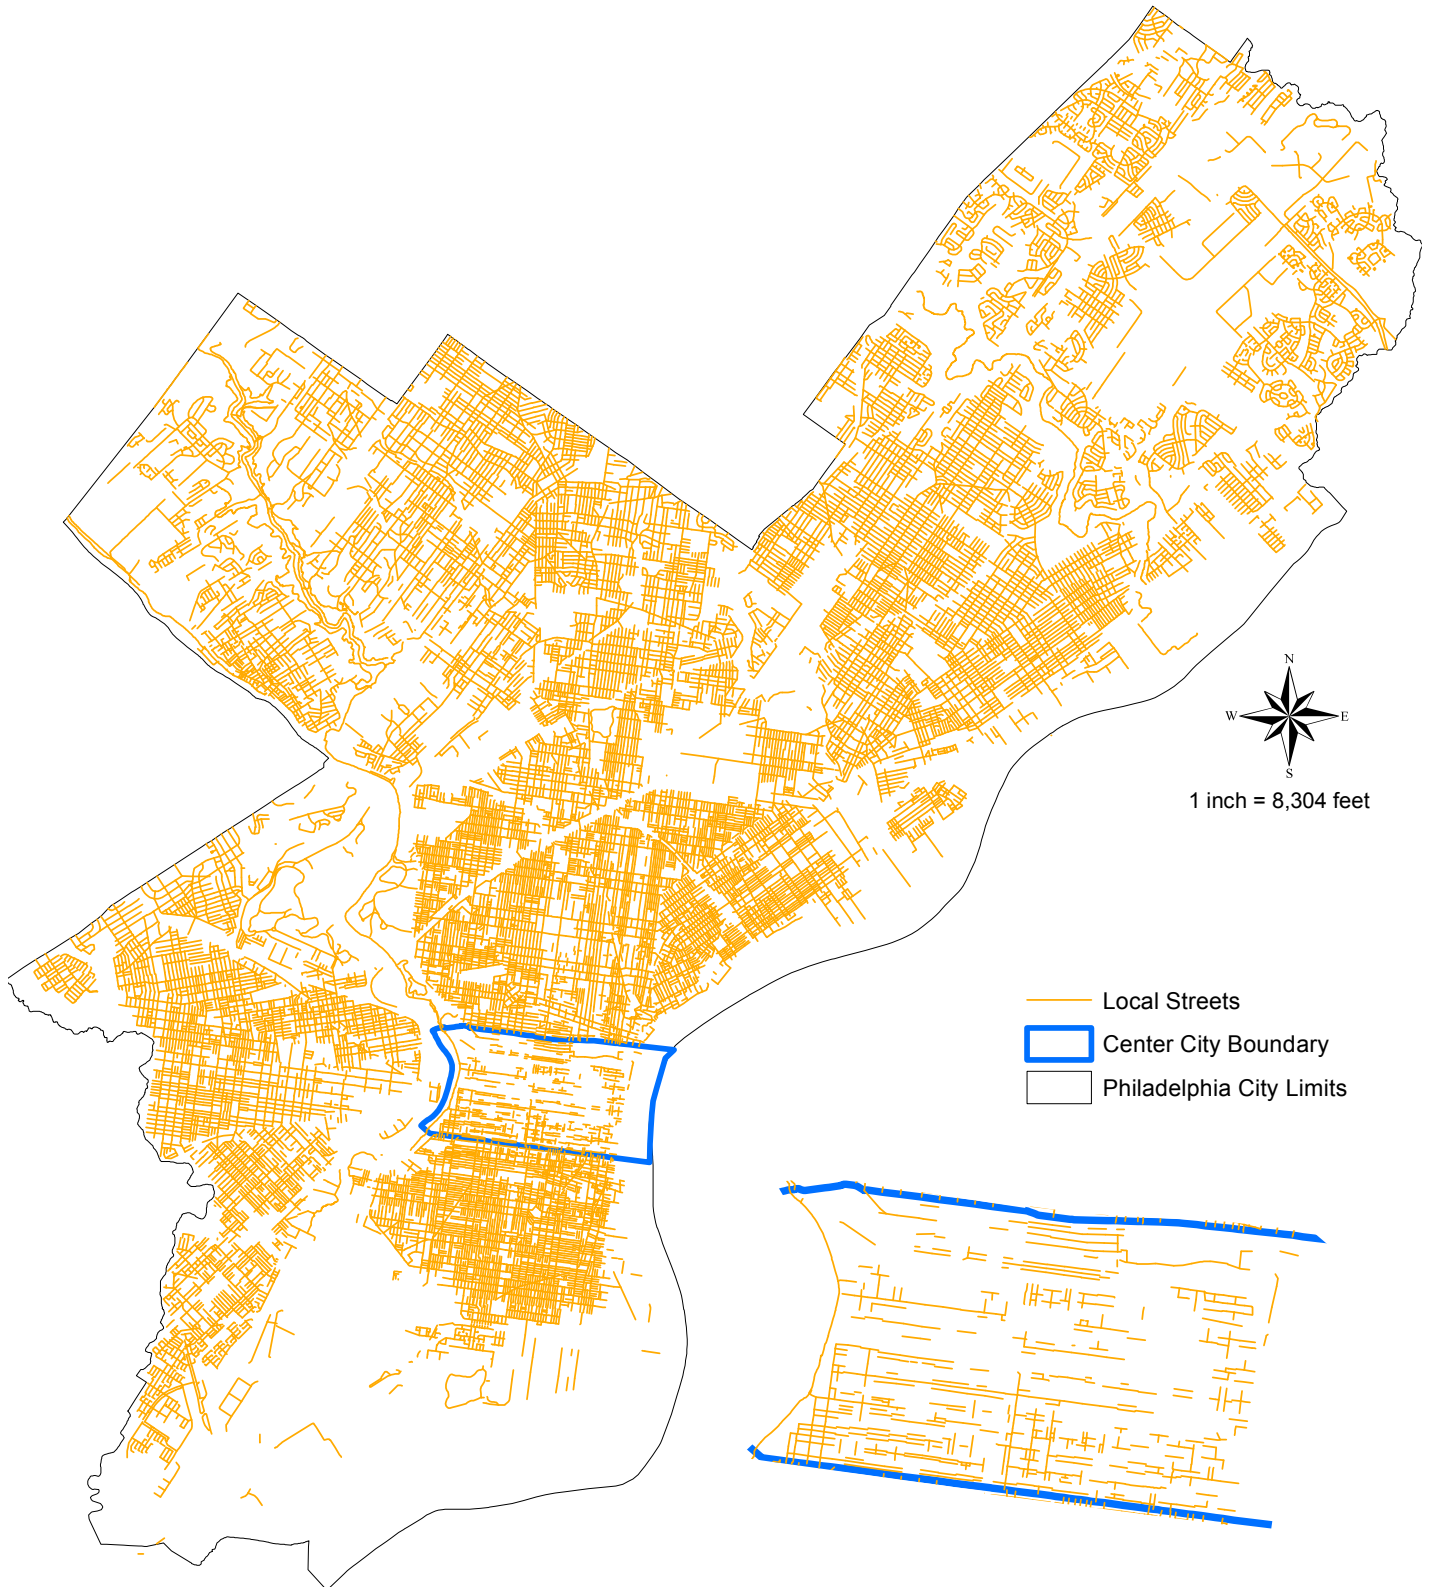 N
W E
S
1 inch = 8,304 feet
Local Streets
Center City Boundary
Philadelphia City Limits